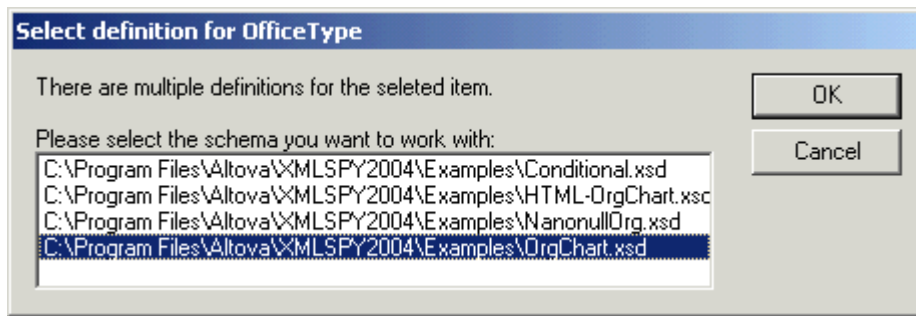 Select definition for OfficeType
There are multiple definitions for the seleted item.
OK
Please select the schema you want to work with:
Cancel
C:\Program Files\Altova\XMLSPY2004\Examples\Conditional.xsd
C:\Program Files\Altova\XMLSPY2004\Examples\HTML-OrgChart.xsd
C:\Program Files\Altova\XMLSPY2004\Examples\NanonullOrg.xsd
C:\Program Files\Altova\XMLSPY2004\Examples\OrgChart.xsd